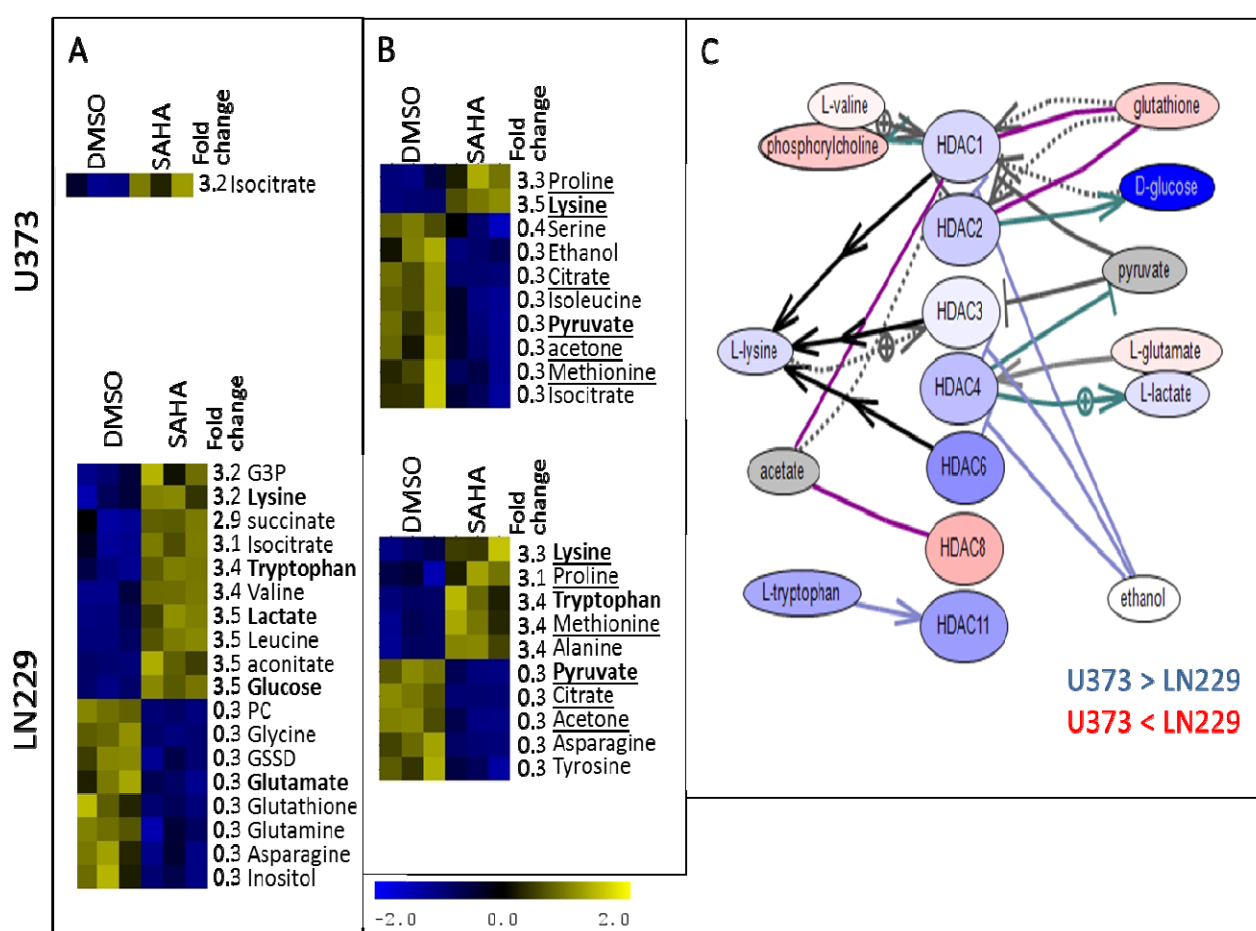 A
DMSO
SAHA
Fold change
3.2 Isocitrate
U373
DMSO
SAHA
Fold change
3.2 G3P
3.2 Lysine
2.9 succinate
3.1 Isocitrate
3.4 Tryptophan
3.4 Valine
3.5 Lactate
3.5 Leucine
3.5 aconitate
3.5 Glucose
0.3 PC
0.3 Glycine
0.3 GSSD
0.3 Glutamate
0.3 Glutathione
0.3 Glutamine
0.3 Asparagine
0.3 Inositol
LN229
B
DMSO
SAHA
Fold change
3.3 Proline
3.5 Lysine
0.4 Serine
0.3 Ethanol
0.3 Citrate
0.3 Isoleucine
0.3 Pyruvate
0.3 acetone
0.3 Methionine
0.3 Isocitrate
DMSO
SAHA
Fold change
3.3 Lysine
3.1 Proline
3.4 Tryptophan
3.4 Methionine
3.4 Alanine
0.3 Pyruvate
0.3 Citrate
0.3 Acetone
0.3 Asparagine
0.3 Tyrosine
-2.0 0.0 2.0
C
L-valine
phosphorylcholine
HDAC1
glutathione
D-glucose
HDAC2
pyruvate
HDAC3
L-lysine
L-glutamate
HDAC4
L-lactate
HDAC6
acetate
HDAC8
L-tryptophan
ethanol
HDAC11
U373 > LN229
U373 < LN229